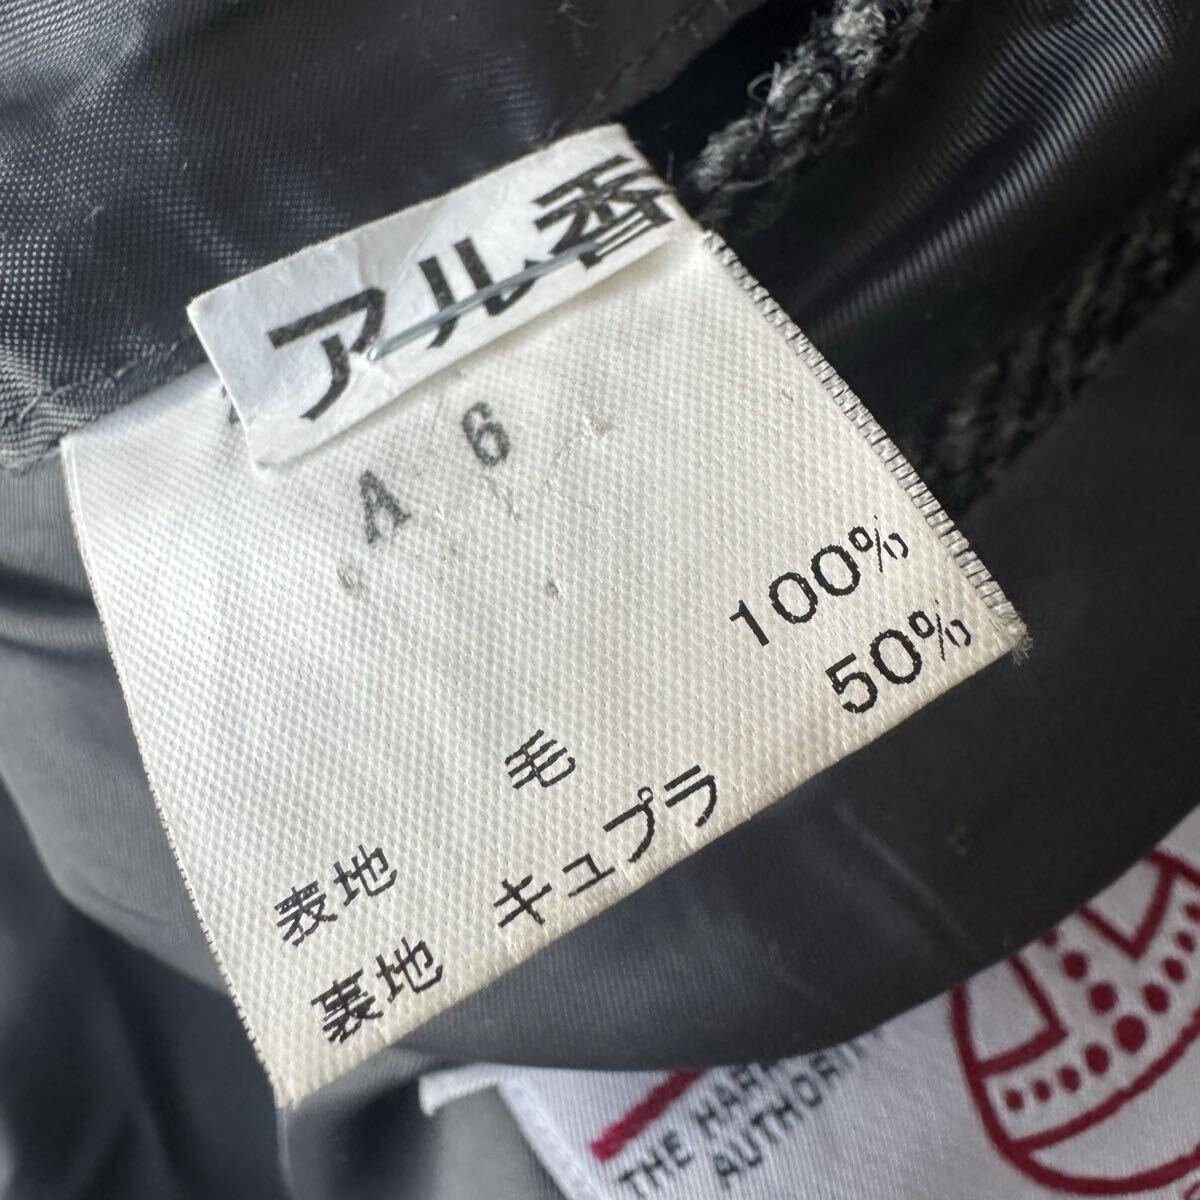 アル香
A 6
表地 毛 100%
裏地 キュプラ 50%
THE HAR
AUTHORI